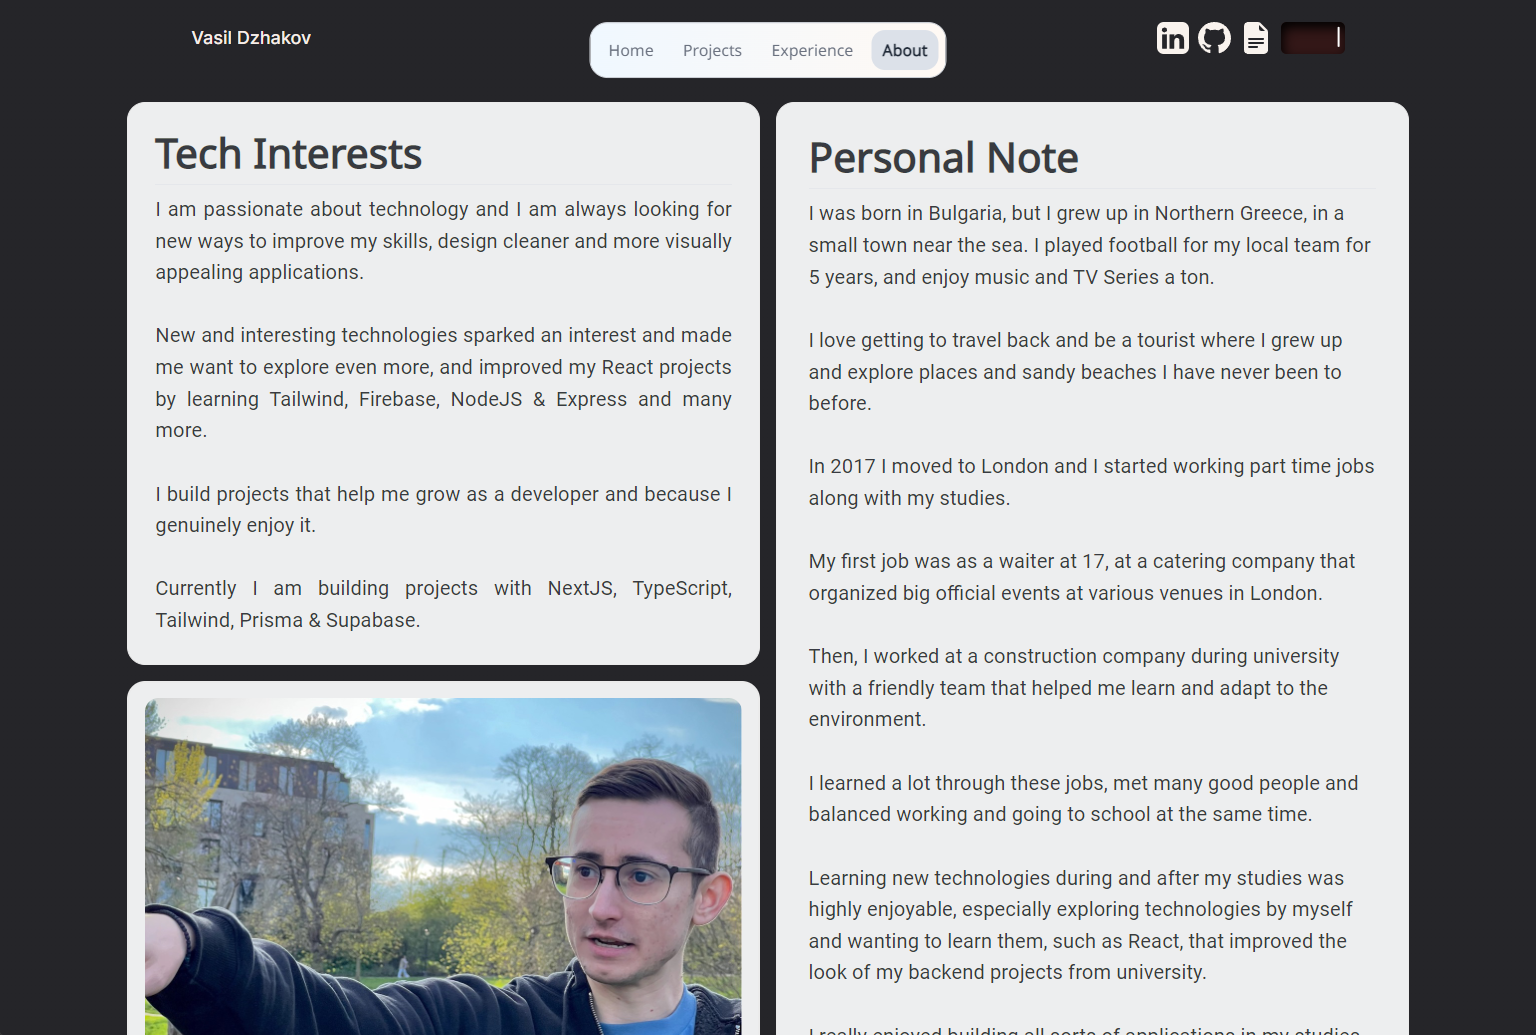 Vasil Dzhakov
Home Projects Experience About
Tech Interests
I am passionate about technology and I am always looking for
new ways to improve my skills, design cleaner and more visually
appealing applications.
New and interesting technologies sparked an interest and made
me want to explore even more, and improved my React projects
by learning Tailwind, Firebase, NodeJS & Express and many
more.
I build projects that help me grow as a developer and because I
genuinely enjoy it.
Currently I am building projects with NextJS, TypeScript,
Tailwind, Prisma & Supabase.
Personal Note
I was born in Bulgaria, but I grew up in Northern Greece, in a
small town near the sea. I played football for my local team for
5 years, and enjoy music and TV Series a ton.
I love getting to travel back and be a tourist where I grew up
and explore places and sandy beaches I have never been to
before.
In 2017 I moved to London and I started working part time jobs
along with my studies.
My first job was as a waiter at 17, at a catering company that
organized big official events at various venues in London.
Then, I worked at a construction company during university
with a friendly team that helped me learn and adapt to the
environment.
I learned a lot through these jobs, met many good people and
balanced working and going to school at the same time.
Learning new technologies during and after my studies was
highly enjoyable, especially exploring technologies by myself
and wanting to learn them, such as React, that improved the
look of my backend projects from university.
I really enjoyed building all sorts of applications in my studies